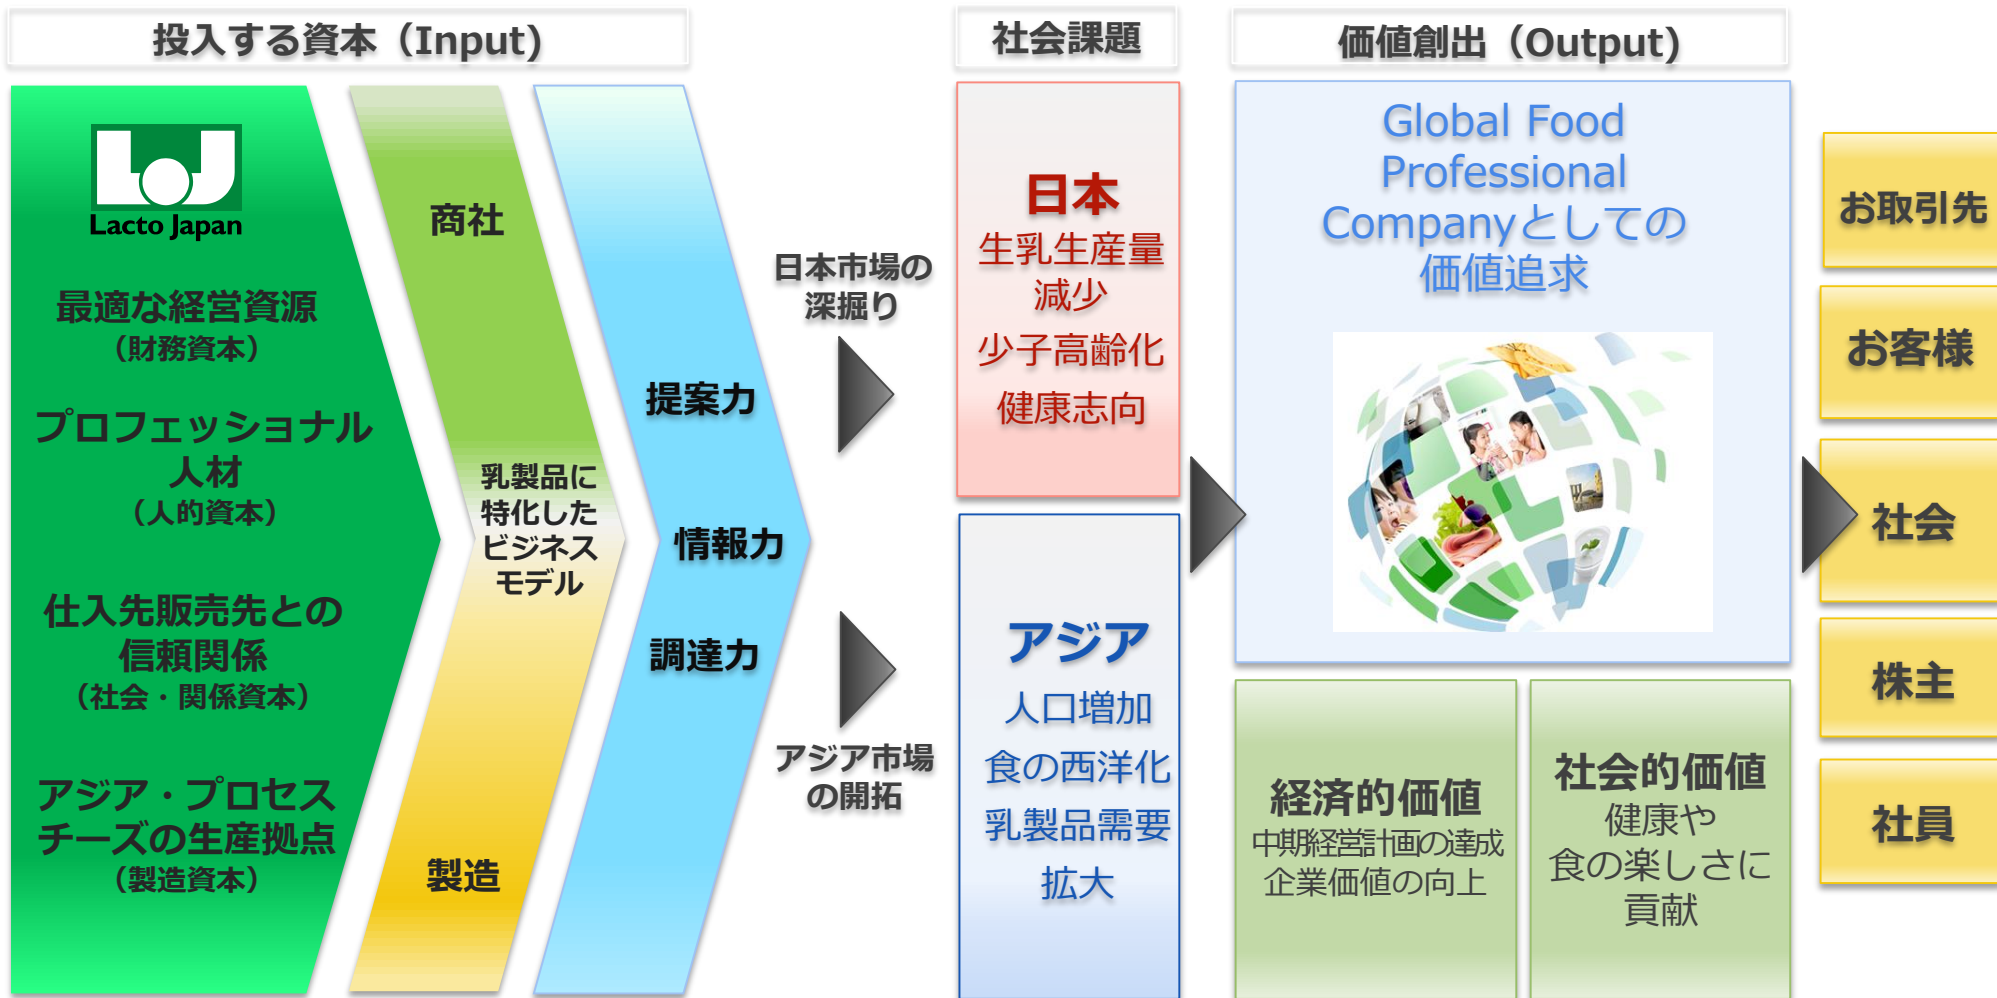 投入する資本（Input)
社会課題
価値創出（Output)
Lacto Japan
最適な経営資源
（財務資本）
プロフェッショナル
人材
（人的資本）
仕入先販売先との
信頼関係
（社会・関係資本）
アジア・プロセス
チーズの生産拠点
（製造資本）
商社
乳製品に
特化した
ビジネス
モデル
製造
提案力
情報力
調達力
日本市場の
深掘り
アジア市場
の開拓
日本
生乳生産量
減少
少子高齢化
健康志向
アジア
人口増加
食の西洋化
乳製品需要
拡大
Global Food
Professional
Companyとしての
価値追求
経済的価値
中期経営計画の達成
企業価値の向上
社会的価値
健康や
食の楽しさに
貢献
お取引先
お客様
社会
株主
社員